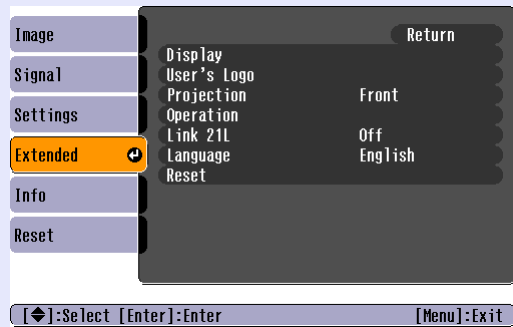 Image
Signal
Settings
Extended
Info
Reset
Return
Display
User's Logo
Projection Front
Operation
Link 21L Off
Language English
Reset
[◆]:Select [Enter]:Enter [Menu]:Exit